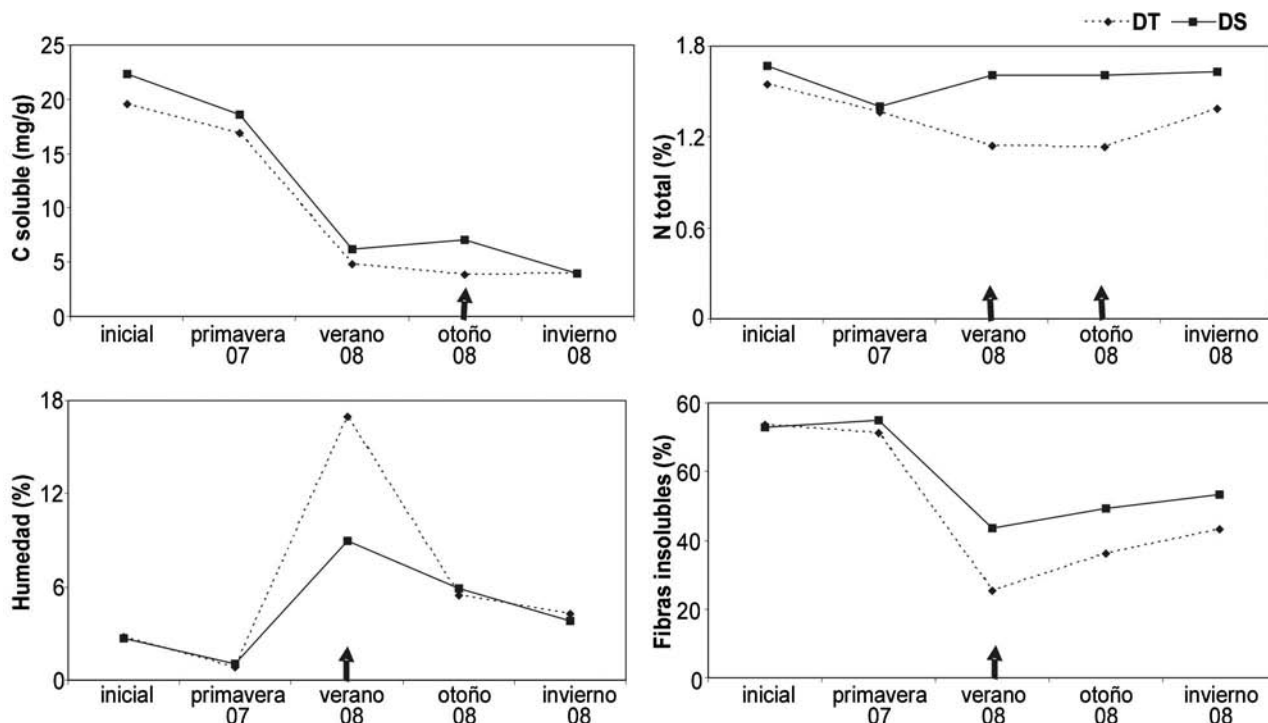 DT DS
C soluble (mg/g)
25
20
15
10
5
0
inicial primavera 07 verano 08 otoño 08 invierno 08
N total (%)
1.8
1.2
0.6
0
inicial primavera 07 verano 08 otoño 08 invierno 08
Humedad (%)
18
12
6
0
inicial primavera 07 verano 08 otoño 08 invierno 08
Fibras insolubles (%)
60
60
40
20
0
inicial primavera 07 verano 08 otoño 08 invierno 08